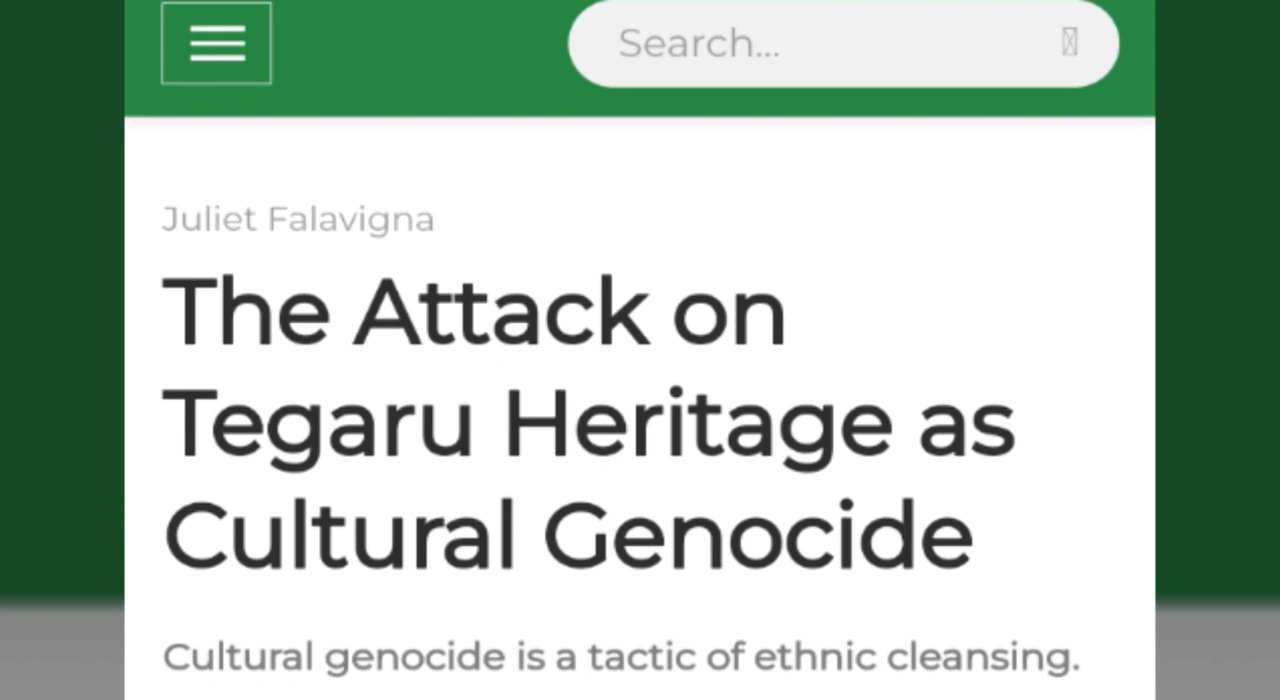 Search...
Juliet Falavigna
The Attack on
Tegaru Heritage as
Cultural Genocide
Cultural genocide is a tactic of ethnic cleansing.